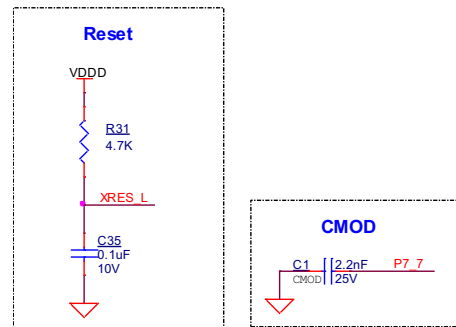 Reset
VDDD
R31
4.7K
XRES_L
C35
0.1uF
10V
CMOD
C1 2.2nF P7_7
CMOD 25V